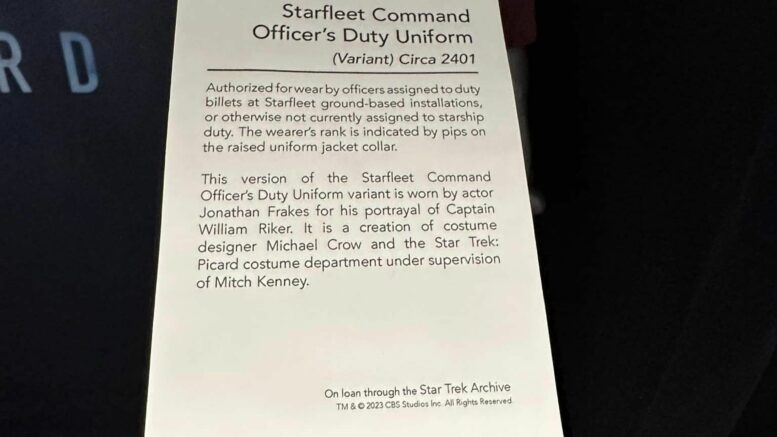 R D
Starfleet Command
Officer's Duty Uniform
(Variant) Circa 2401
Authorized for wear by officers assigned to duty
billets at Starfleet ground-based installations,
or otherwise not currently assigned to starship
duty. The wearer's rank is indicated by pips on
the raised uniform jacket collar.
This version of the Starfleet Command
Officer's Duty Uniform variant is worn by actor
Jonathan Frakes for his portrayal of Captain
William Riker. It is a creation of costume
designer Michael Crow and the Star Trek:
Picard costume department under supervision
of Mitch Kenney.
On loan through the Star Trek Archive
TM & © 2023 CBS Studios Inc. All Rights Reserved.